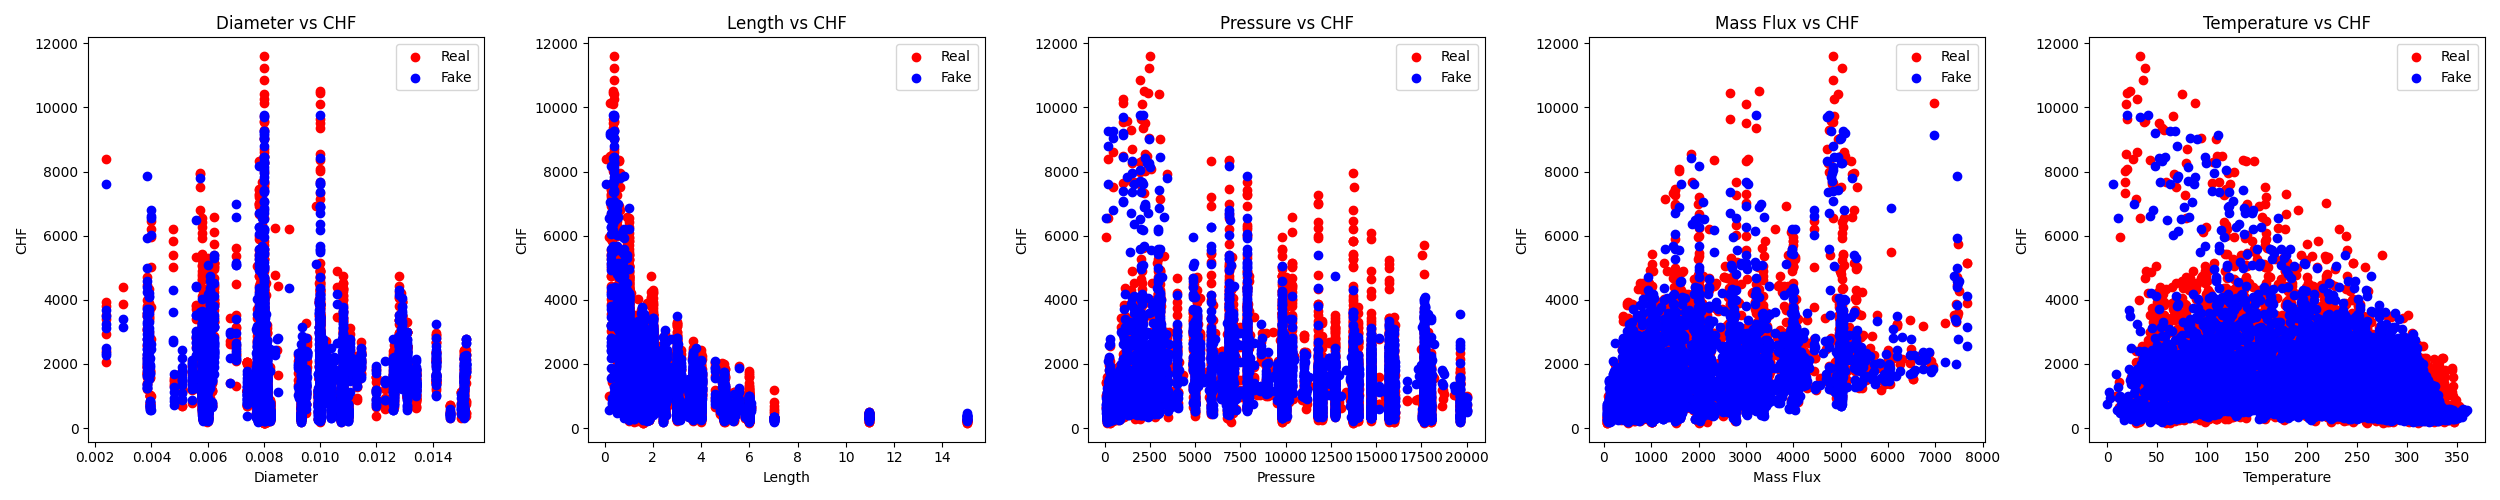 Diameter vs CHF
12000
10000
8000
6000
4000
2000
0
CHF
Real
Fake
0.002 0.004 0.006 0.008 0.010 0.012 0.014
Diameter
Length vs CHF
12000
10000
8000
6000
4000
2000
0
CHF
Real
Fake
0 2 4 6 8 10 12 14
Length
Pressure vs CHF
12000
10000
8000
6000
4000
2000
0
CHF
Real
Fake
0 2500 5000 7500 10000 12500 15000 17500 20000
Pressure
Mass Flux vs CHF
12000
10000
8000
6000
4000
2000
0
CHF
Real
Fake
0 1000 2000 3000 4000 5000 6000 7000 8000
Mass Flux
Temperature vs CHF
12000
10000
8000
6000
4000
2000
0
CHF
Real
Fake
0 50 100 150 200 250 300 350
Temperature